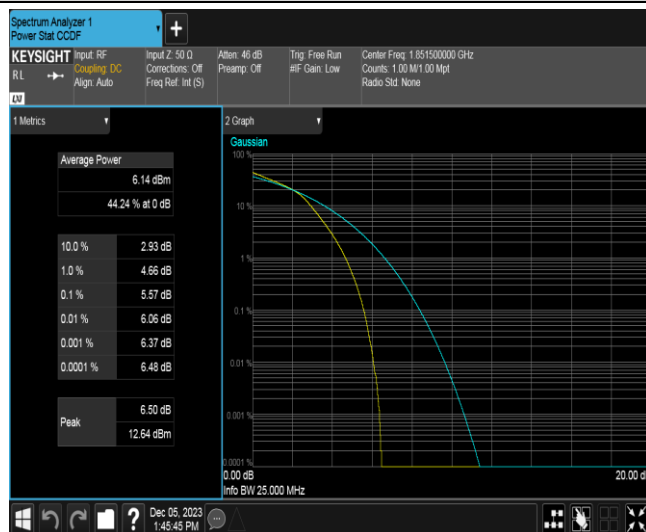 Spectrum Analyzer 1
Power Stat CCDF
+
KEYSIGHT
RL
LXI
Input: RF
Coupling: DC
Align: Auto
Input Z: 50 Ω
Corrections: Off
Freq Ref: Int (S)
Atten: 46 dB
Preamp: Off
Trig: Free Run
#IF Gain: Low
Center Freq: 1.851500000 GHz
Counts: 1.00 M/1.00 Mpt
Radio Std: None
1 Metrics
Average Power
6.14 dBm
44.24 % at 0 dB
10.0 % 2.93 dB
1.0 % 4.66 dB
0.1 % 5.57 dB
0.01 % 6.06 dB
0.001 % 6.37 dB
0.0001 % 6.48 dB
Peak
6.50 dB
12.64 dBm
2 Graph
Gaussian
100 %
10 %
1 %
0.1 %
0.01 %
0.001 %
0.0001 %
0.00 dB
20.00 d
Info BW 25.000 MHz
?
Dec 05, 2023
1:45:45 PM